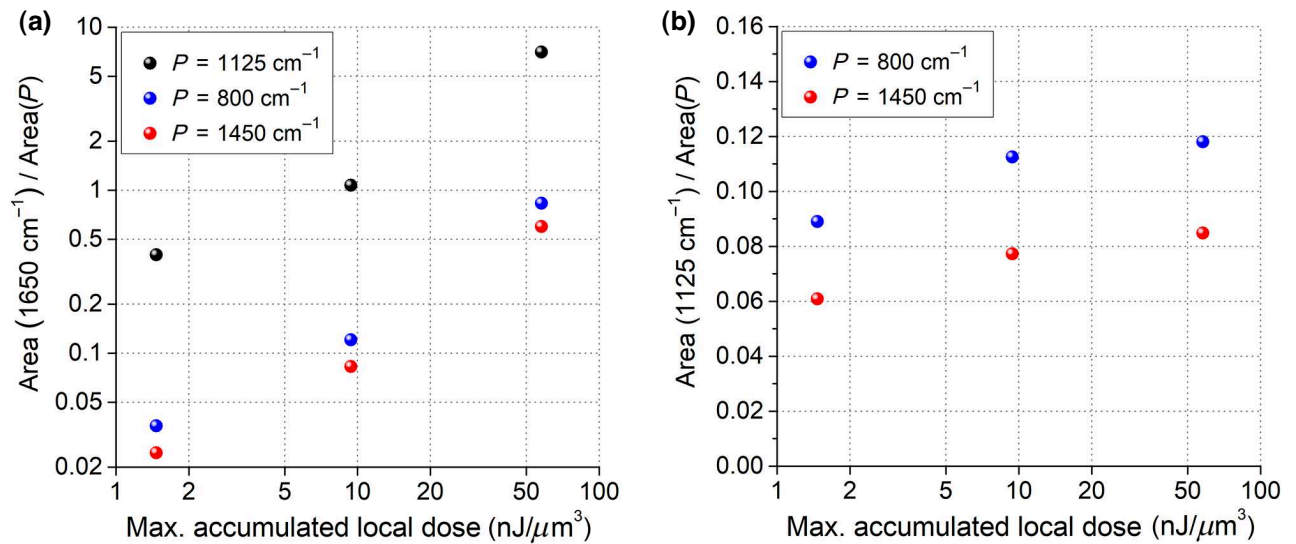 (a)
Area (1650 cm⁻¹) / Area(P)
10
5
2
1
0.5
0.2
0.1
0.05
0.02
P = 1125 cm⁻¹
P = 800 cm⁻¹
P = 1450 cm⁻¹
1 2 5 10 20 50 100
Max. accumulated local dose (nJ/μm³)
(b)
Area (1125 cm⁻¹) / Area(P)
0.16
0.14
0.12
0.10
0.08
0.06
0.04
0.02
0.00
P = 800 cm⁻¹
P = 1450 cm⁻¹
1 2 5 10 20 50 100
Max. accumulated local dose (nJ/μm³)